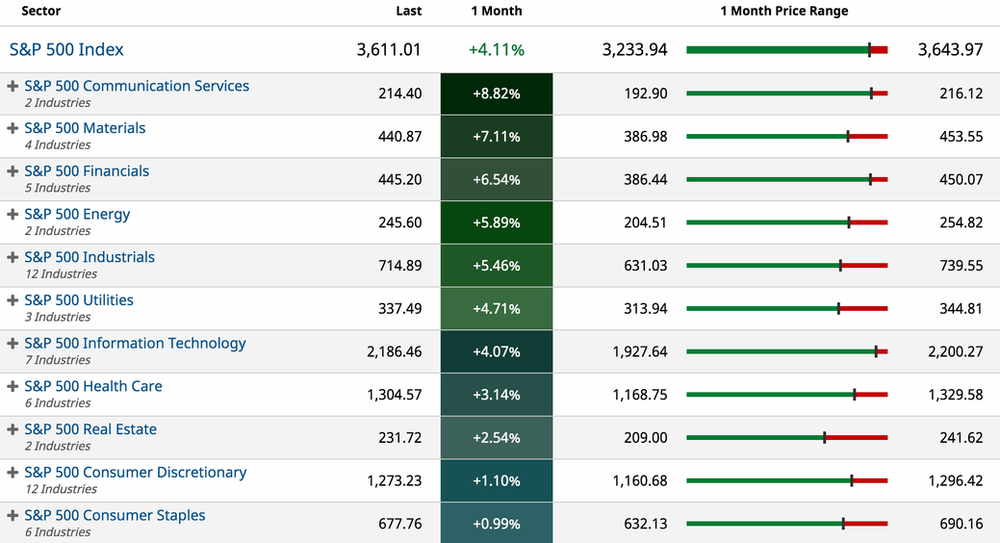 Sector Last 1 Month 1 Month Price Range
S&P 500 Index 3,611.01 +4.11% 3,233.94 3,643.97
S&P 500 Communication Services 214.40 +8.82% 192.90 216.12
2 Industries
S&P 500 Materials 440.87 +7.11% 386.98 453.55
4 Industries
S&P 500 Financials 445.20 +6.54% 386.44 450.07
5 Industries
S&P 500 Energy 245.60 +5.89% 204.51 254.82
2 Industries
S&P 500 Industrials 714.89 +5.46% 631.03 739.55
12 Industries
S&P 500 Utilities 337.49 +4.71% 313.94 344.81
3 Industries
S&P 500 Information Technology 2,186.46 +4.07% 1,927.64 2,200.27
7 Industries
S&P 500 Health Care 1,304.57 +3.14% 1,168.75 1,329.58
6 Industries
S&P 500 Real Estate 231.72 +2.54% 209.00 241.62
2 Industries
S&P 500 Consumer Discretionary 1,273.23 +1.10% 1,160.68 1,296.42
12 Industries
S&P 500 Consumer Staples 677.76 +0.99% 632.13 690.16
6 Industries